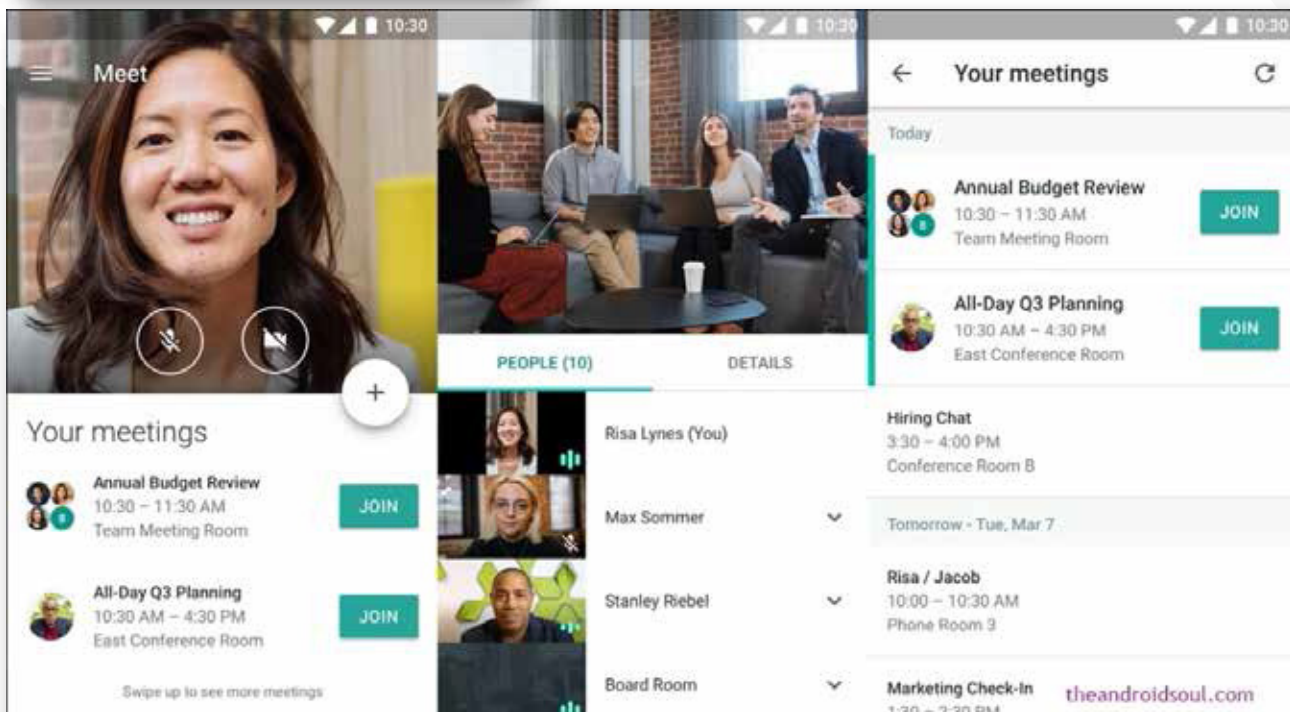 10:30
Meet
Your meetings
Annual Budget Review
10:30 – 11:30 AM
Team Meeting Room
JOIN
All-Day Q3 Planning
10:30 AM – 4:30 PM
East Conference Room
JOIN
Swipe up to see more meetings
10:30
PEOPLE (10)
DETAILS
Risa Lynes (You)
Max Sommer
Stanley Riebel
Board Room
10:30
Your meetings
Today
Annual Budget Review
10:30 – 11:30 AM
Team Meeting Room
JOIN
All-Day Q3 Planning
10:30 AM – 4:30 PM
East Conference Room
JOIN
Hiring Chat
3:30 – 4:00 PM
Conference Room B
Tomorrow - Tue, Mar 7
Risa / Jacob
10:00 – 10:30 AM
Phone Room 3
Marketing Check-In
1:30 – 2:30 PM
theandroidsoul.com